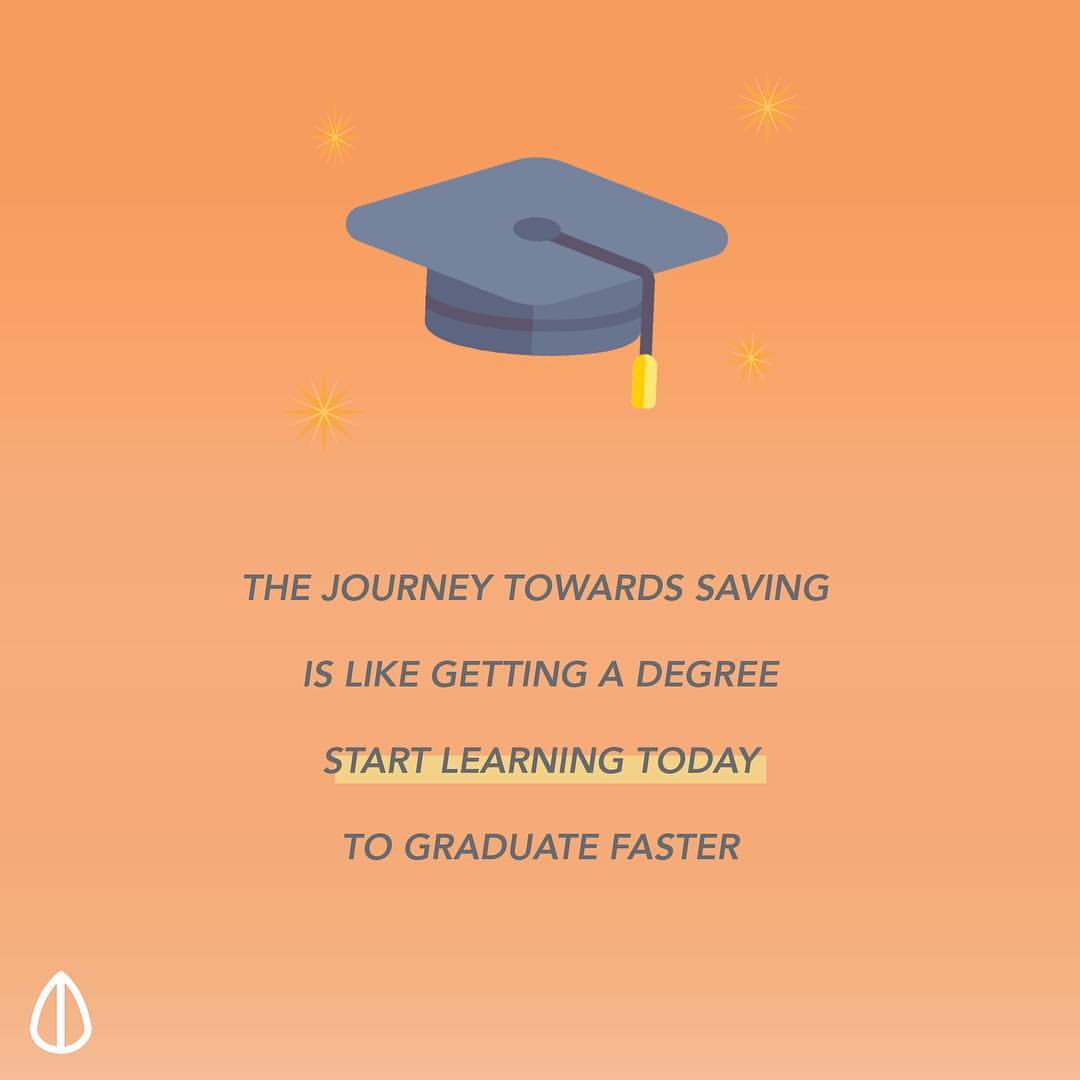 THE JOURNEY TOWARDS SAVING
IS LIKE GETTING A DEGREE
START LEARNING TODAY
TO GRADUATE FASTER